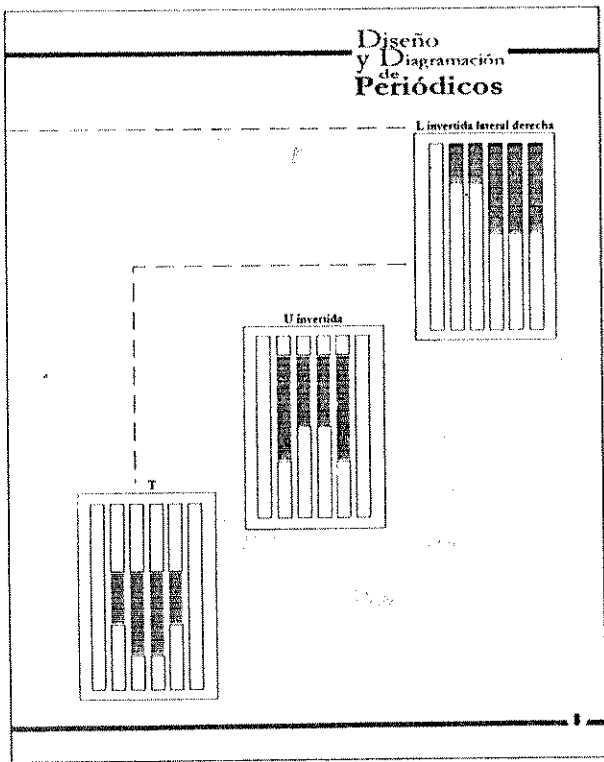 Diseño
y Diagramación
de
Periódicos
L invertida lateral derecha
U invertida
T